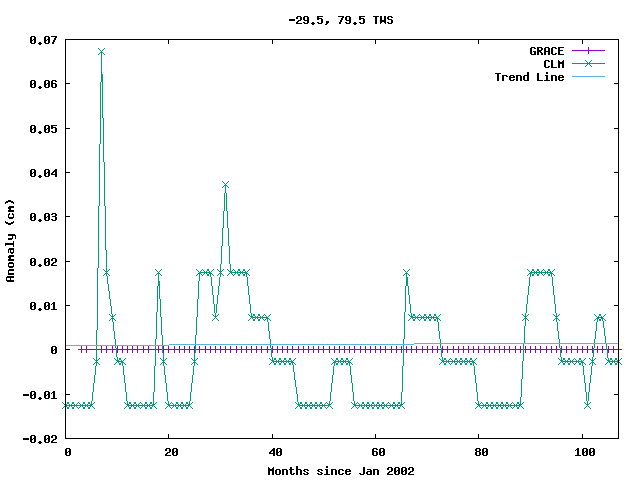 -29.5, 79.5 TWS
0.07
0.06
0.05
0.04
0.03
0.02
0.01
0
-0.01
-0.02
Anomaly (cm)
GRACE
CLM
Trend Line
0 20 40 60 80 100
Months since Jan 2002